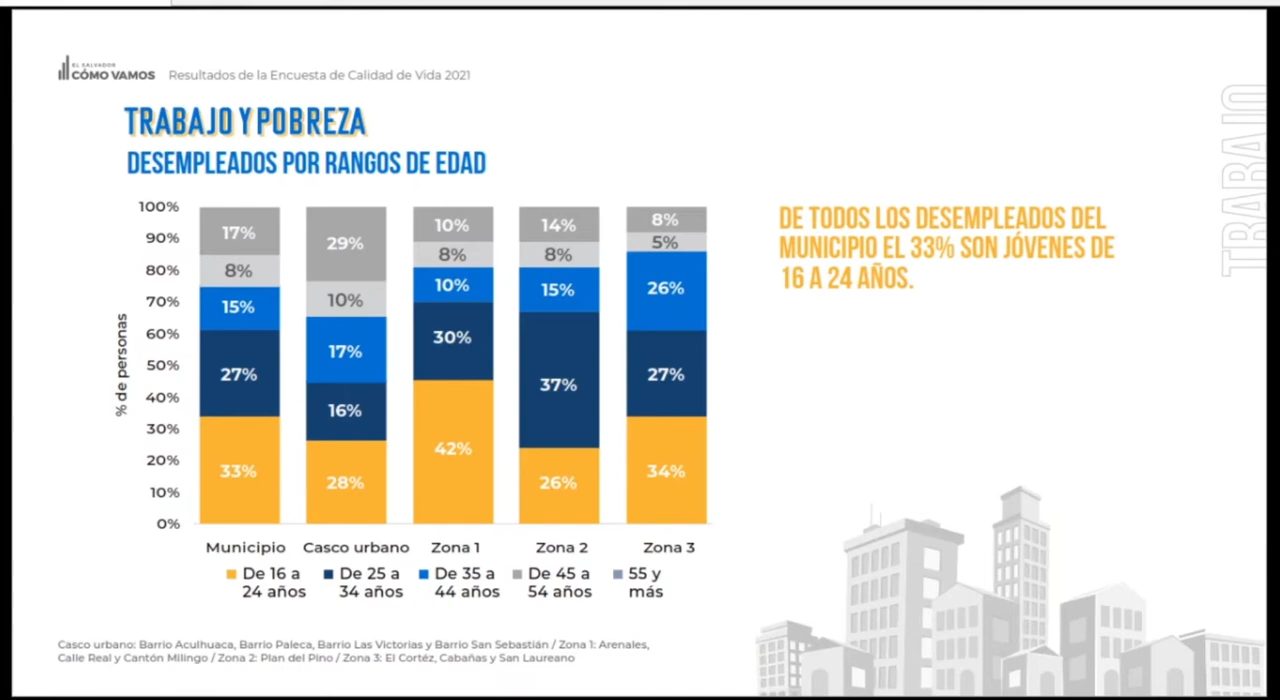 EL SALVADOR
CÓMO VAMOS
Resultados de la Encuesta de Calidad de Vida 2021
TRABAJO Y POBREZA
DESEMPLEADOS POR RANGOS DE EDAD
DE TODOS LOS DESEMPLEADOS DEL
MUNICIPIO EL 33% SON JÓVENES DE
16 A 24 AÑOS.
TRABAJO
% de personas
100%
90%
80%
70%
60%
50%
40%
30%
20%
10%
0%
17% 29% 10% 14% 8%
8% 10% 8% 8% 5%
15% 17% 10% 15% 26%
27% 16% 30% 37% 27%
33% 28% 42% 26% 34%
Municipio Casco urbano Zona 1 Zona 2 Zona 3
De 16 a
24 años
De 25 a
34 años
De 35 a
44 años
De 45 a
54 años
55 y
más
Casco urbano: Barrio Aculhuaca, Barrio Paleca, Barrio Las Victorias y Barrio San Sebastián / Zona 1: Arenales,
Calle Real y Cantón Milingo / Zona 2: Plan del Pino / Zona 3: El Cortéz, Cabañas y San Laureano